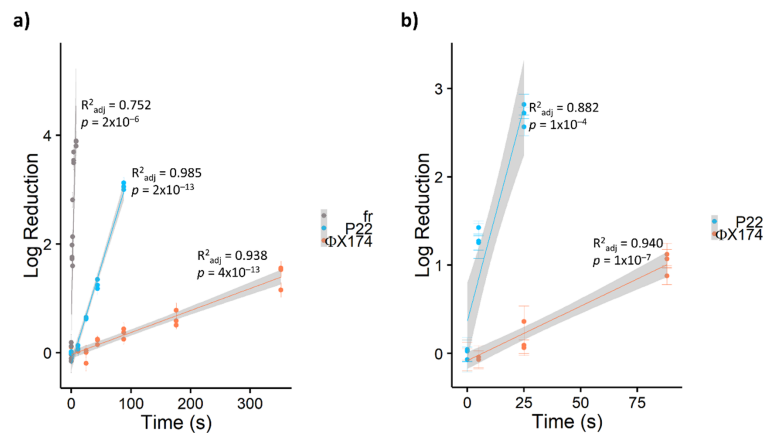 a)
b)
R²adj = 0.752
p = 2x10⁻⁶
R²adj = 0.985
p = 2x10⁻¹³
R²adj = 0.938
p = 4x10⁻¹³
fr
P22
ΦX174
Log Reduction
4
2
0
0 100 200 300
Time (s)
R²adj = 0.882
p = 1x10⁻⁴
R²adj = 0.940
p = 1x10⁻⁷
P22
ΦX174
Log Reduction
3
2
1
0
0 25 50 75
Time (s)